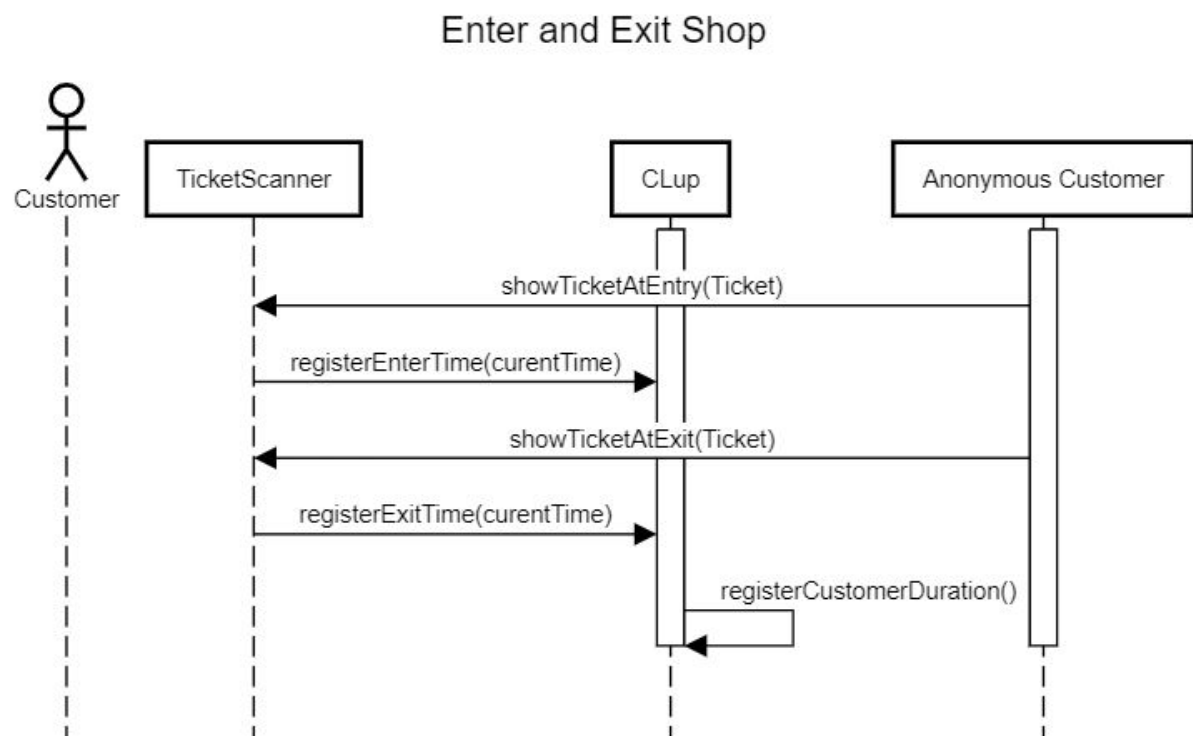 Enter and Exit Shop
Customer
TicketScanner
CLup
Anonymous Customer
showTicketAtEntry(Ticket)
registerEnterTime(curentTime)
showTicketAtExit(Ticket)
registerExitTime(curentTime)
registerCustomerDuration()